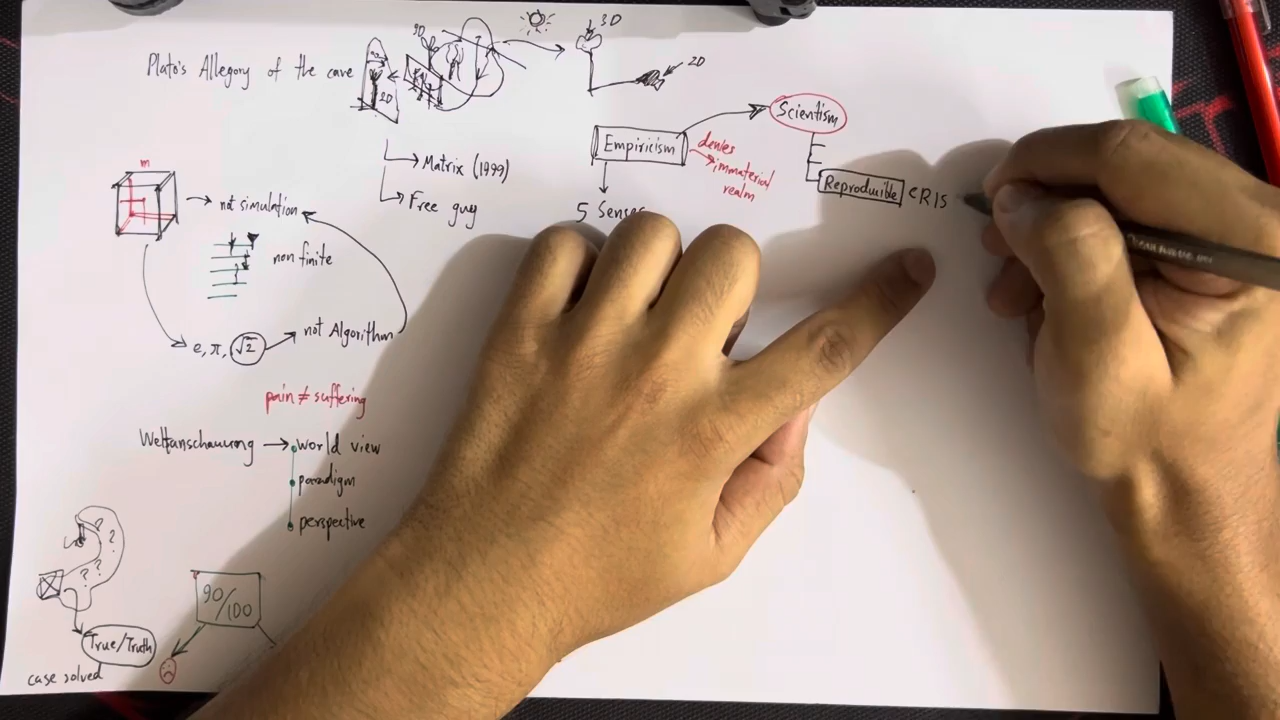 Plato's Allegory of the cave
2D
3D
2D
Matrix (1999)
Free guy
Empiricism
5 Senses
denies
immaterial
realm
Scientism
Reproducible
CRIS
m
not simulation
non finite
e, π, √2
not Algorithm
pain ≠ suffering
Weltanschauung
world view
paradigm
perspective
? ? ? ?
True/Truth
case solved
90/100